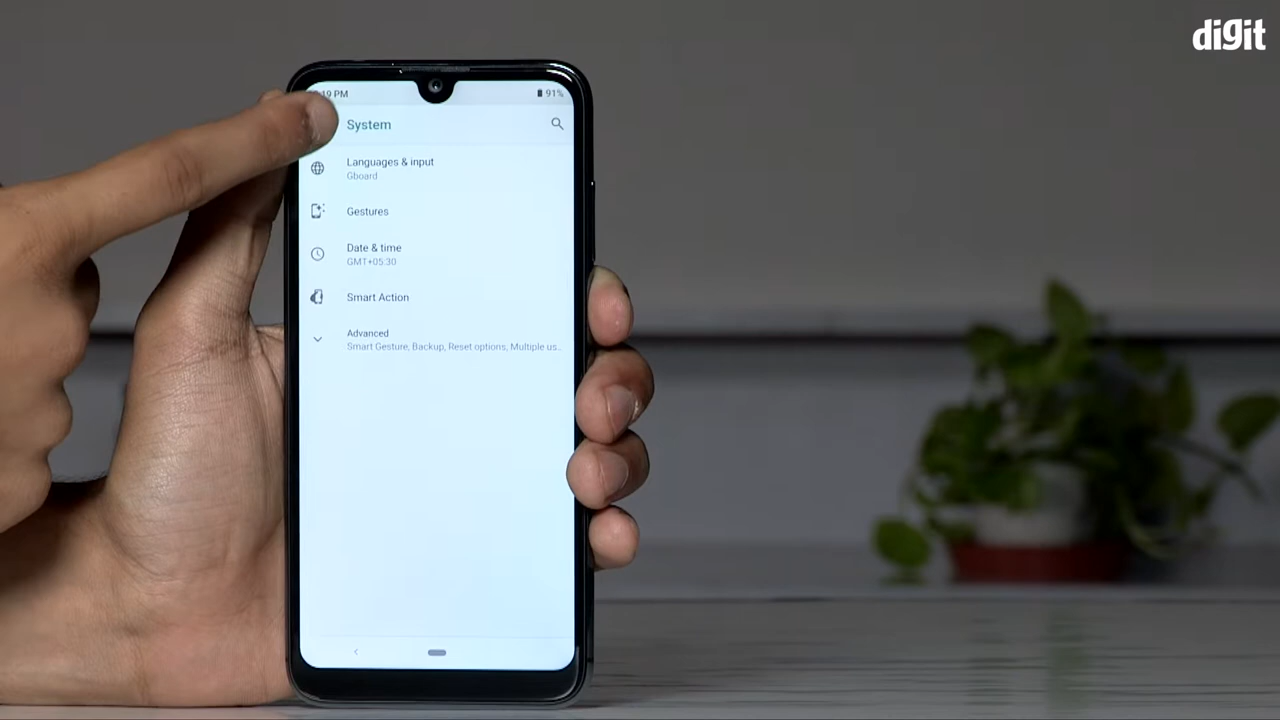 digit
19 PM
91%
System
Languages & input
Gboard
Gestures
Date & time
GMT+05:30
Smart Action
Advanced
Smart Gesture, Backup, Reset options, Multiple us..